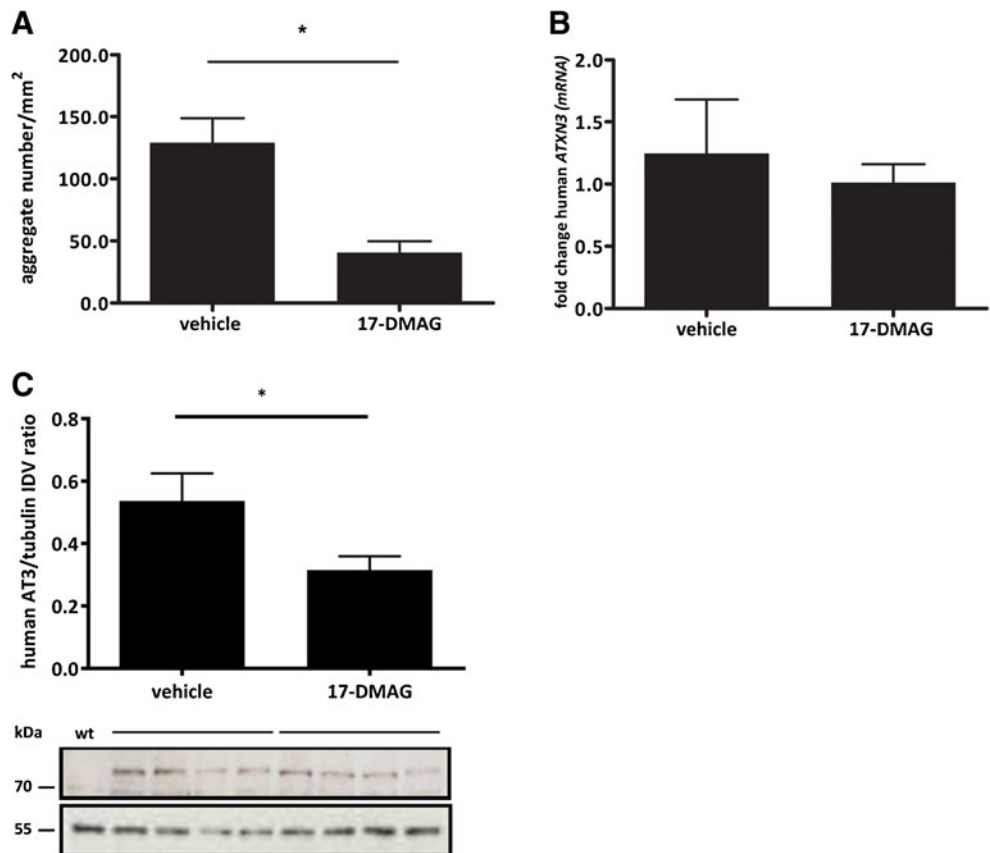 A
*
aggregate number/mm²
200.0
150.0
100.0
50.0
0.0
vehicle
17-DMAG
B
fold change human ATXN3 (mRNA)
2.0
1.5
1.0
0.5
0.0
vehicle
17-DMAG
C
*
human AT3/tubulin IDV ratio
0.8
0.6
0.4
0.2
0.0
vehicle
17-DMAG
kDa wt
70
55